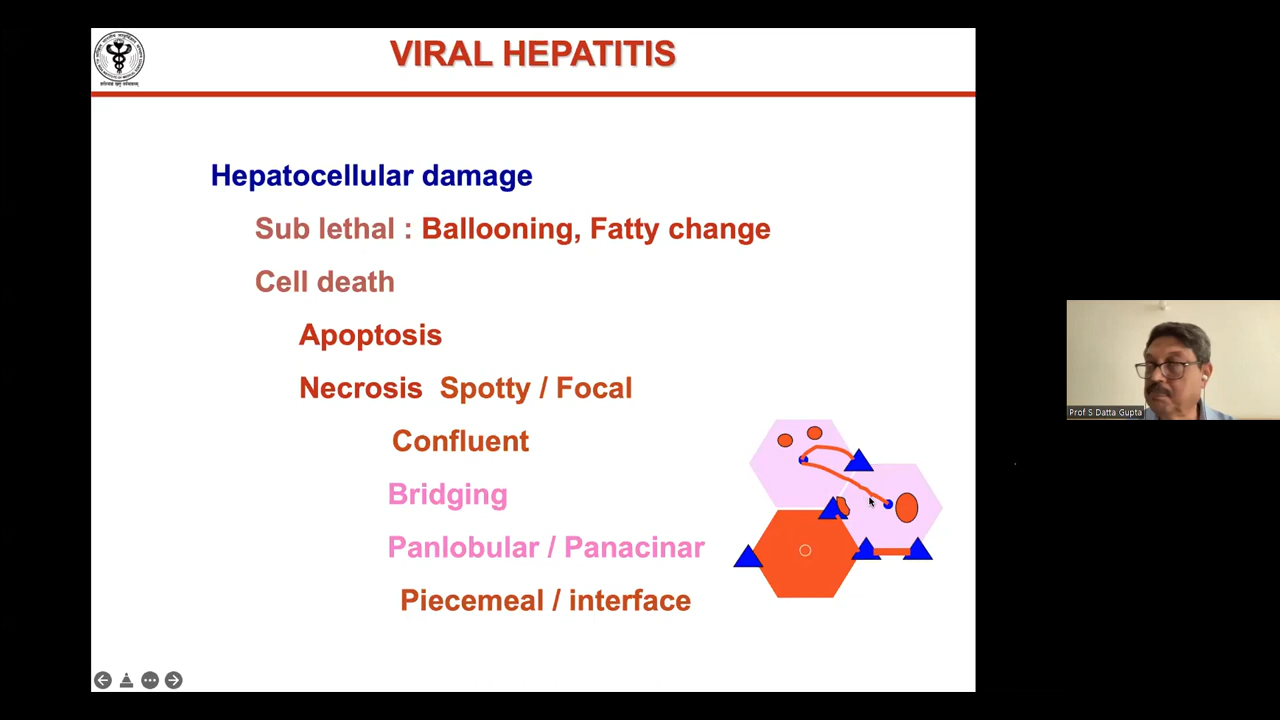 VIRAL HEPATITIS
Hepatocellular damage
Sub lethal : Ballooning, Fatty change
Cell death
Apoptosis
Necrosis Spotty / Focal
Confluent
Bridging
Panlobular / Panacinar
Piecemeal / interface
Prof S Datta Gupta